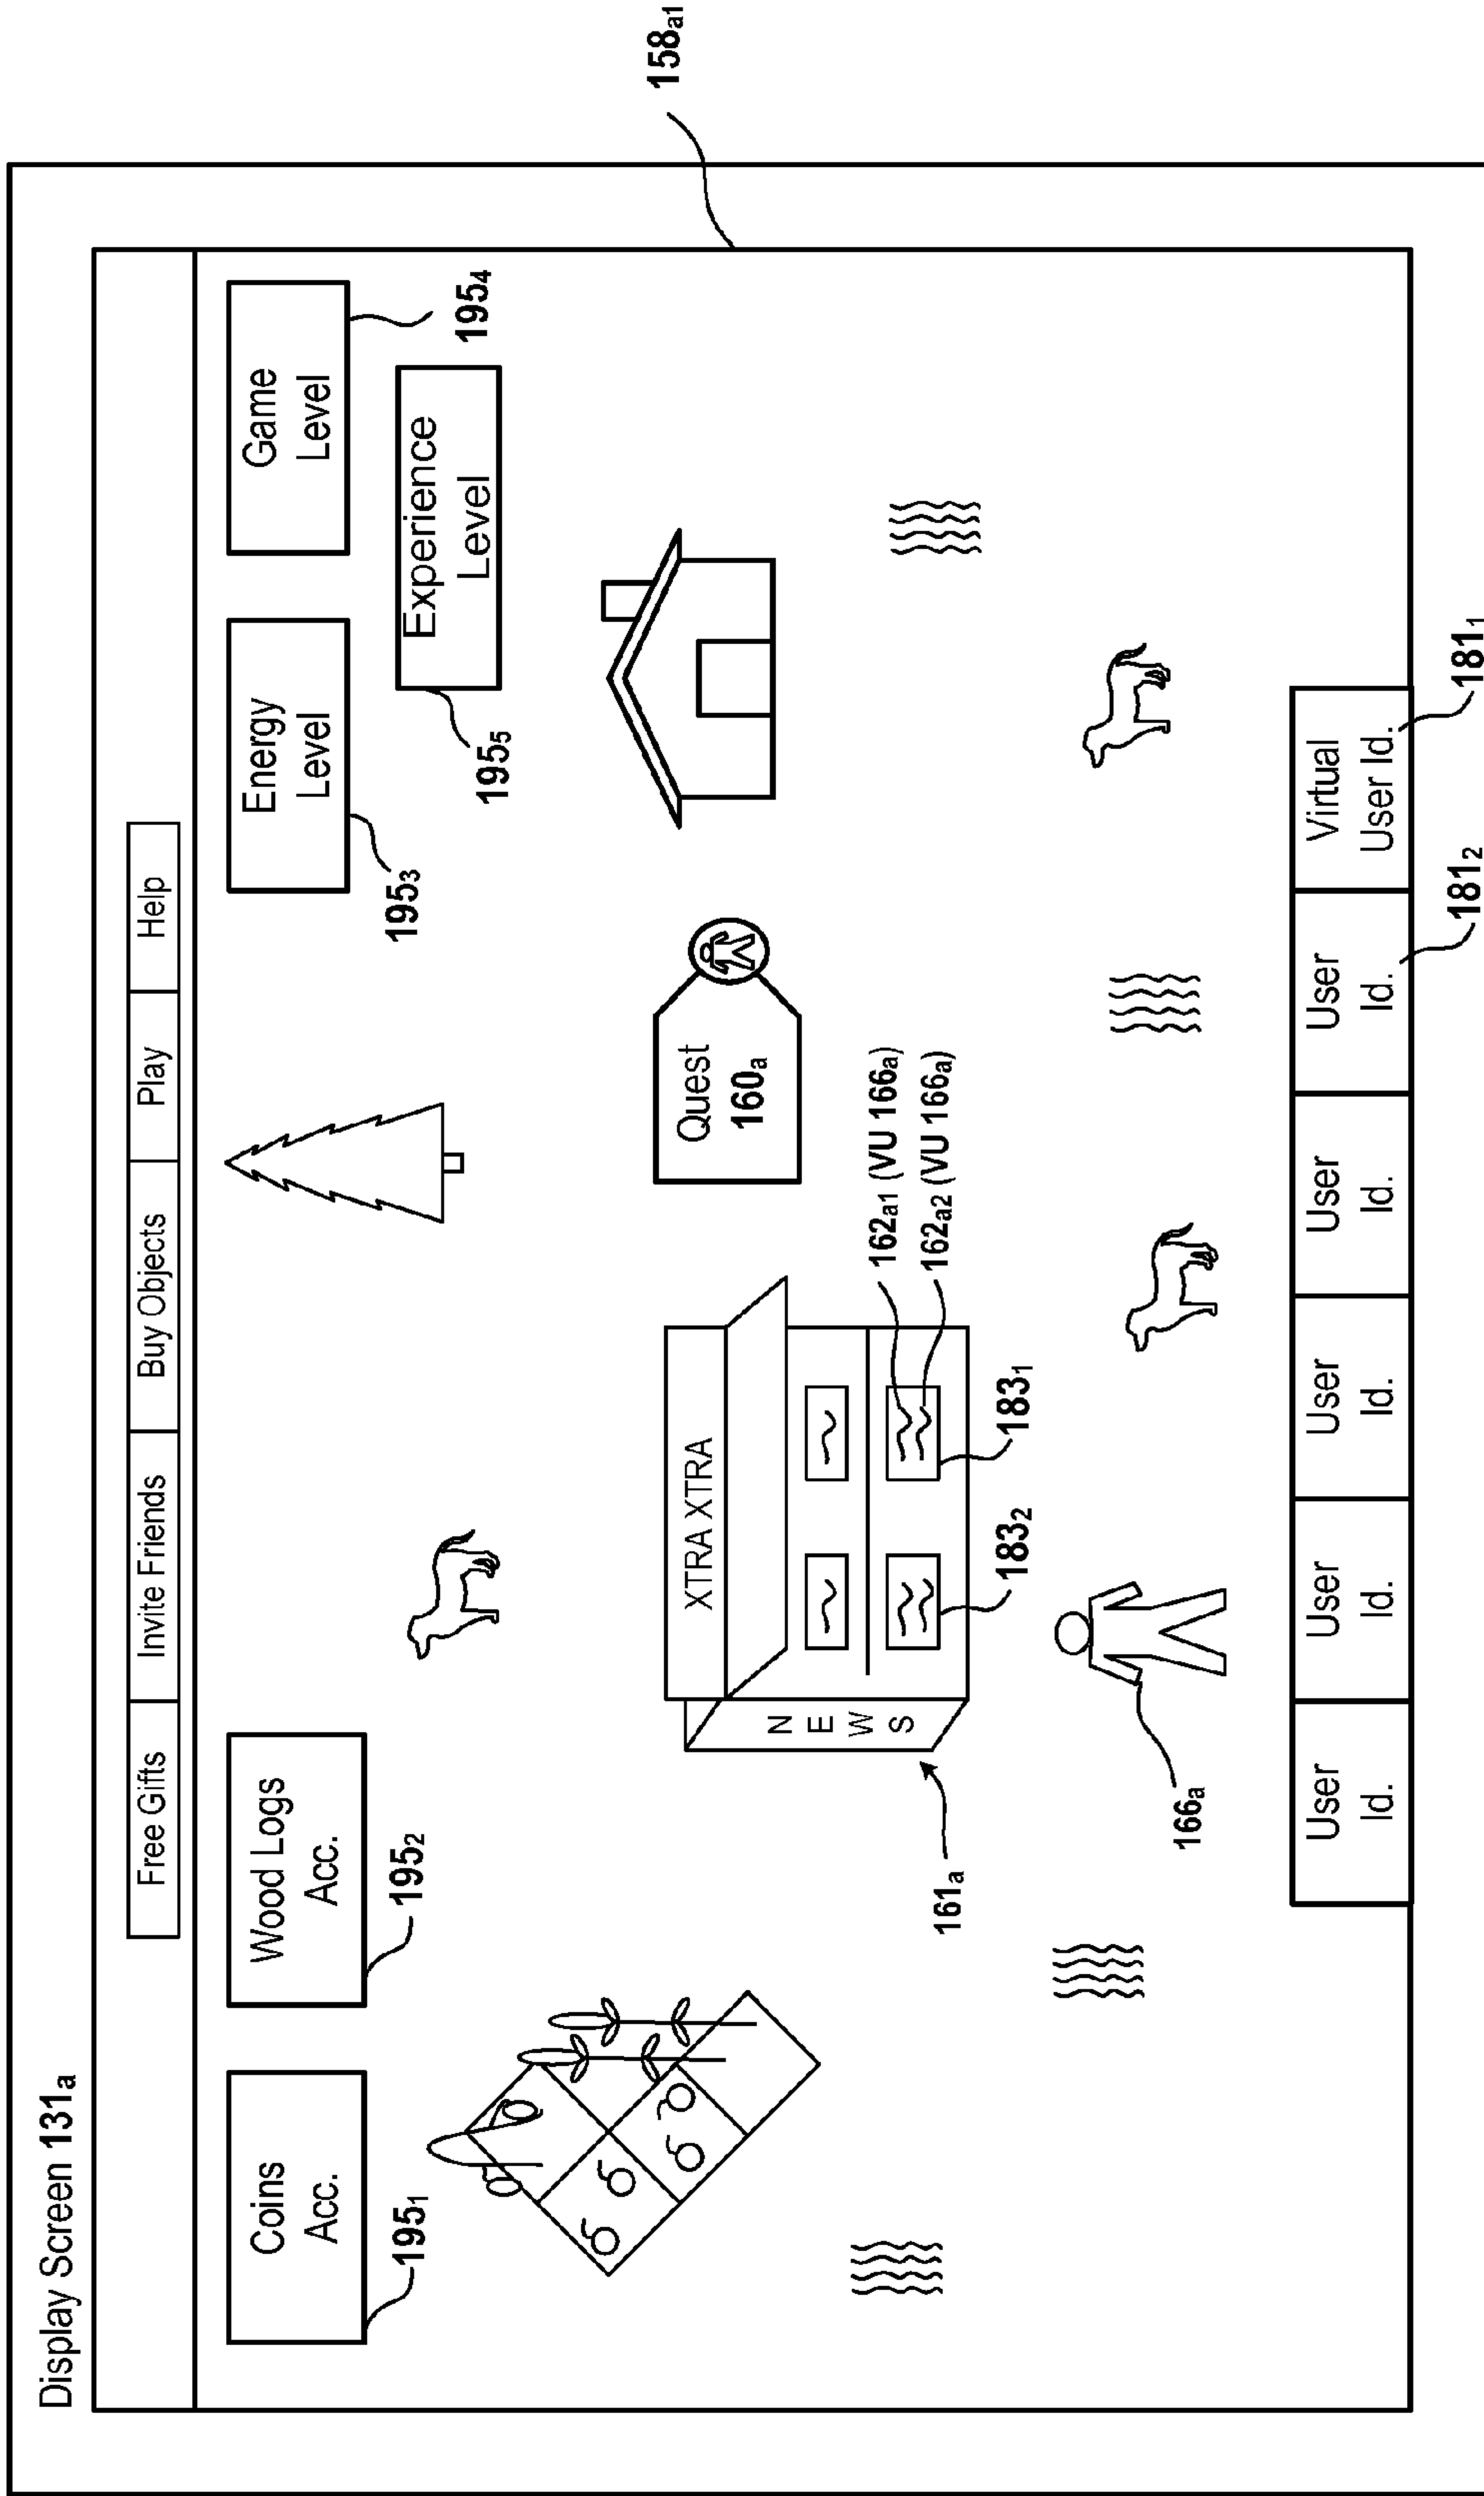 Display Screen 131a
158a1
Free Gifts
Invite Friends
Buy Objects
Play
Help
Coins
Acc.
1951
Wood Logs
Acc.
1952
Energy
Level
1953
Game
Level
1954
Experience
Level
1955
Quest
160a
XTRA XTRA
NEWS
162a1 (VU 166a)
162a2 (VU 166a)
1832
1831
161a
166a
User
Id.
User
Id.
User
Id.
User
Id.
User
Id.
Virtual
User Id.
1812
1811